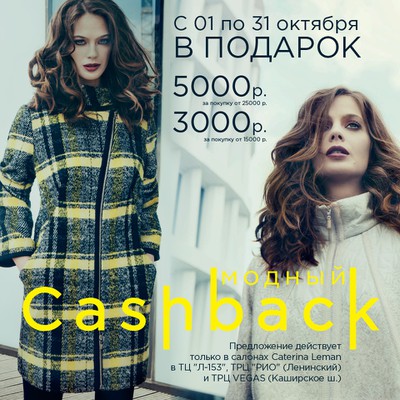 С 01 по 31 октября
В ПОДАРОК
5000р.
за покупку от 25000 р.
3000р.
за покупку от 15000 р.
МОДНЫЙ
Cashback
Предложение действует
только в салонах Caterina Leman
в ТЦ "Л-153", ТРЦ "РИО" (Ленинский)
и ТРЦ VEGAS (Каширское ш.)